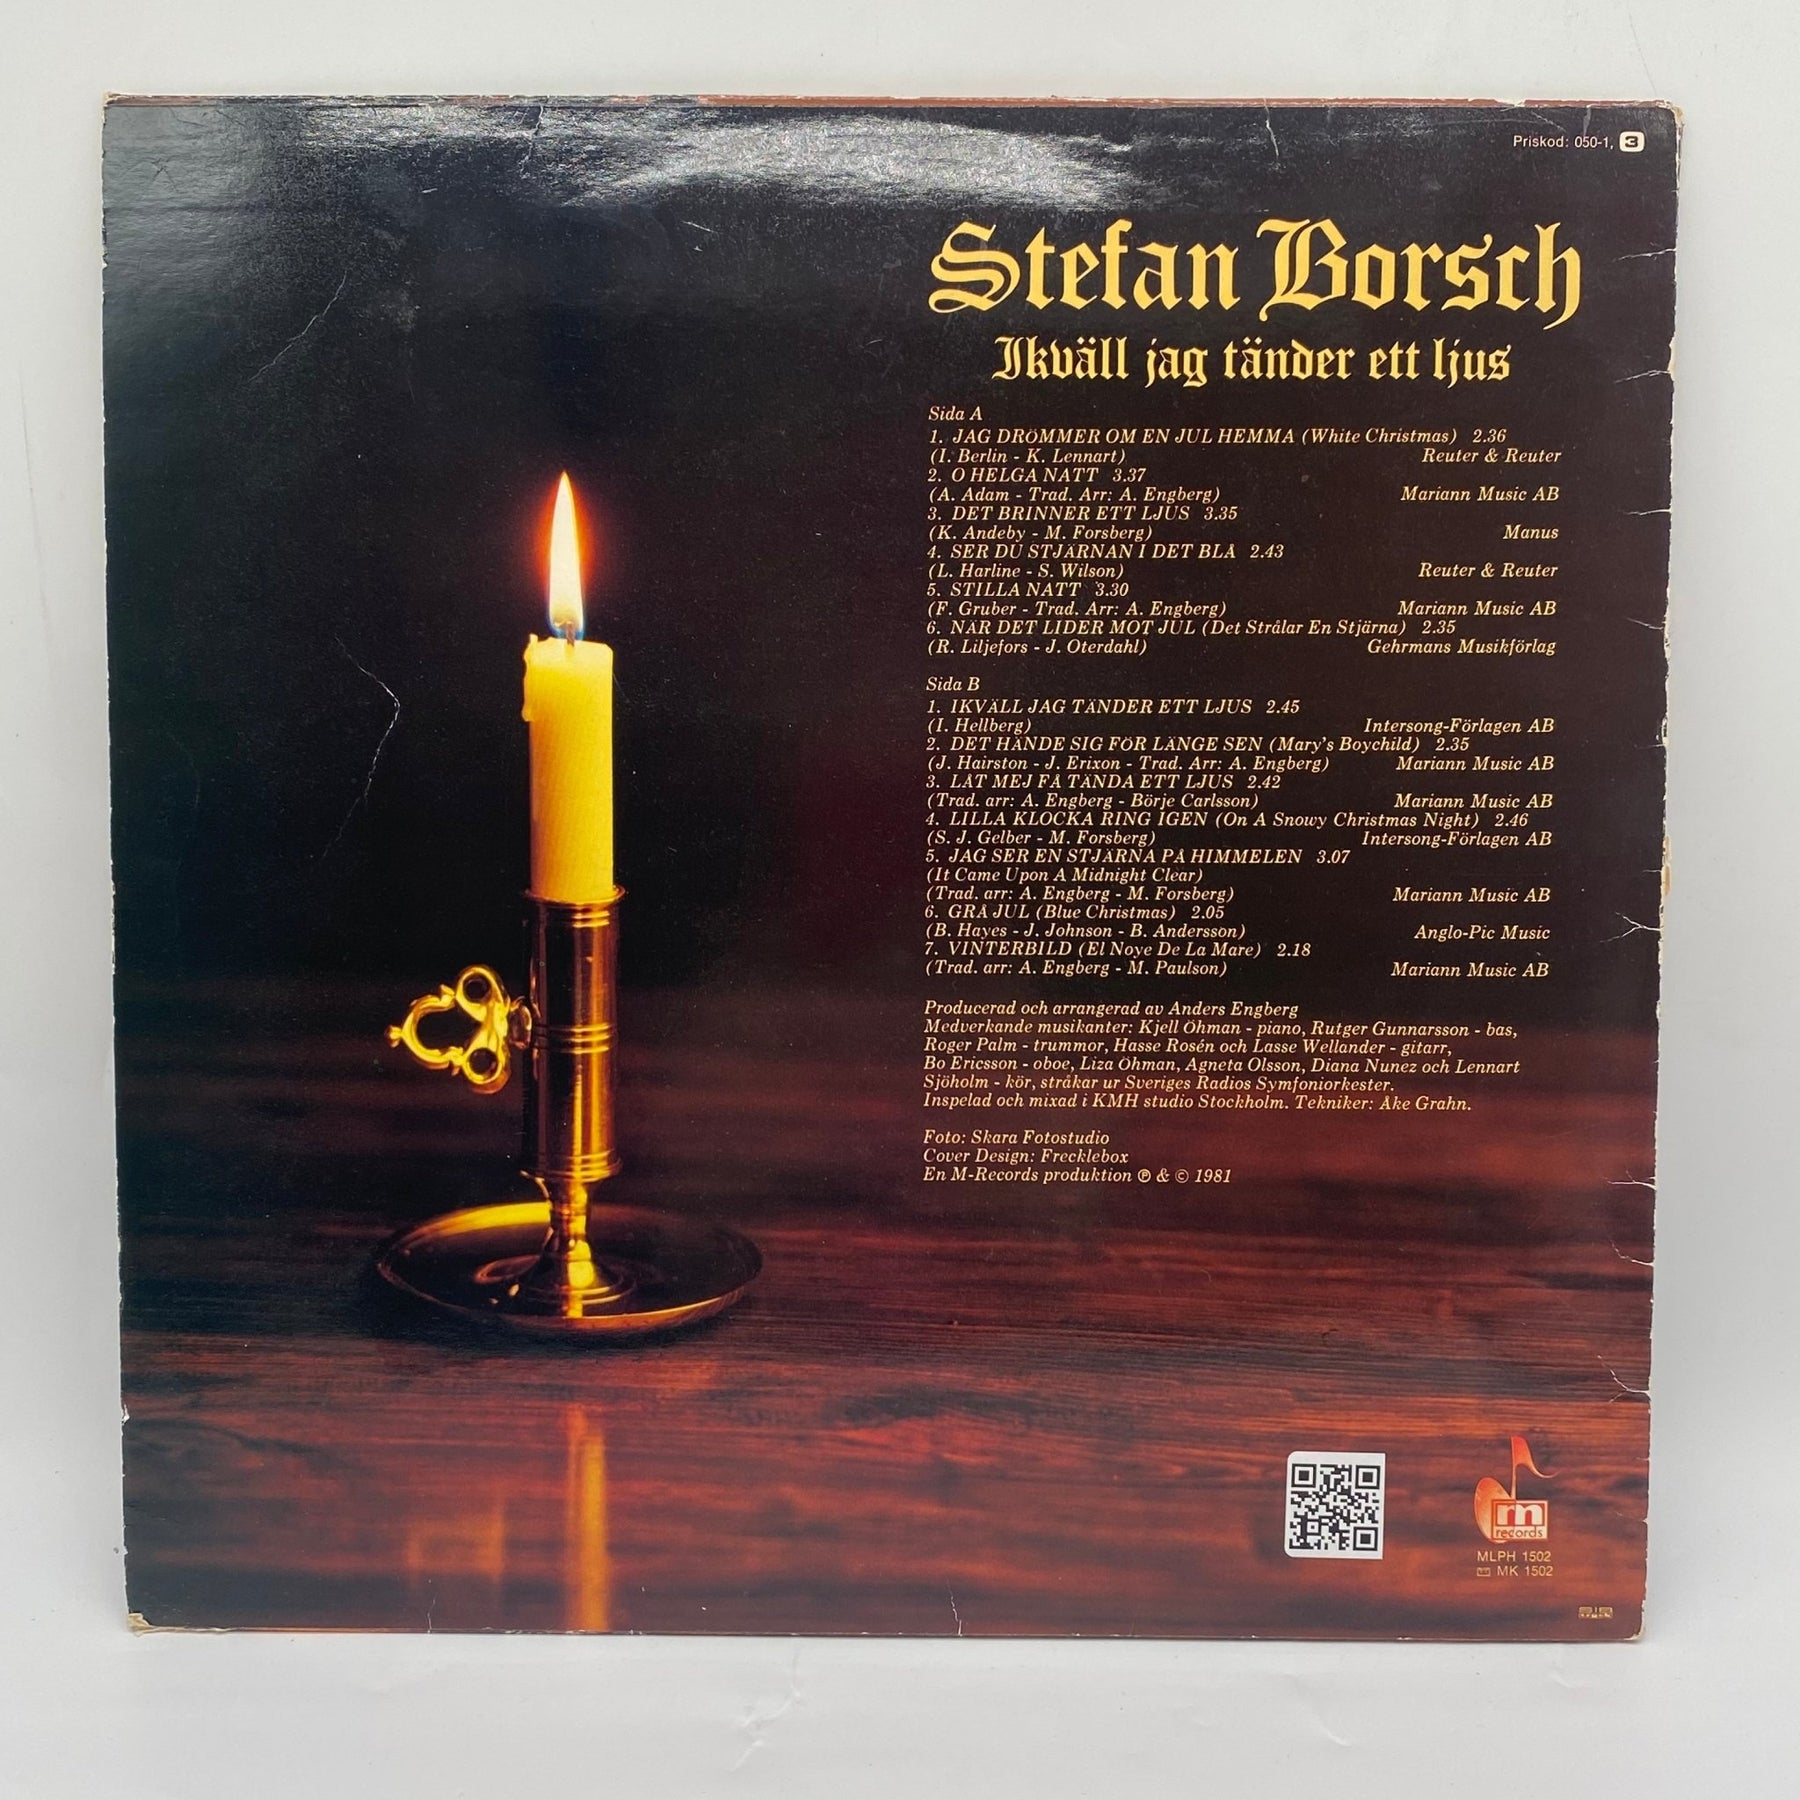 Priskod: 050-1, 3
Stefan Borsch
Ikväll jag tänder ett ljus
Sida A
1. JAG DRÖMMER OM EN JUL HEMMA (White Christmas) 2.36
(I. Berlin - K. Lennart) Reuter & Reuter
2. O HELGA NATT 3.37
(A. Adam - Trad. Arr: A. Engberg) Mariann Music AB
3. DET BRINNER ETT LJUS 3.35
(K. Andeby - M. Forsberg) Manus
4. SER DU STJÄRNAN I DET BLÅ 2.43
(L. Harline - S. Wilson) Reuter & Reuter
5. STILLA NATT 3.30
(F. Gruber - Trad. Arr: A. Engberg) Mariann Music AB
6. NÄR DET LIDER MOT JUL (Det Strålar En Stjärna) 2.35
(R. Liljefors - J. Oterdahl) Gehrmans Musikförlag
Sida B
1. IKVÄLL JAG TÄNDER ETT LJUS 2.45
(I. Hellberg) Intersong-Förlagen AB
2. DET HÄNDE SIG FÖR LÄNGE SEN (Mary's Boychild) 2.35
(J. Hairston - J. Erixon - Trad. Arr: A. Engberg) Mariann Music AB
3. LÅT MEJ FÅ TÄNDA ETT LJUS 2.42
(Trad. arr: A. Engberg - Börje Carlsson) Mariann Music AB
4. LILLA KLOCKA RING IGEN (On A Snowy Christmas Night) 2.46
(S. J. Gelber - M. Forsberg) Intersong-Förlagen AB
5. JAG SER EN STJÄRNA PÅ HIMMELEN 3.07
(It Came Upon A Midnight Clear)
(Trad. arr: A. Engberg - M. Forsberg) Mariann Music AB
6. GRÅ JUL (Blue Christmas) 2.05
(B. Hayes - J. Johnson - B. Andersson) Anglo-Pic Music
7. VINTERBILD (El Noye De La Mare) 2.18
(Trad. arr: A. Engberg - M. Paulson) Mariann Music AB
Producerad och arrangerad av Anders Engberg
Medverkande musikanter: Kjell Öhman - piano, Rutger Gunnarsson - bas,
Roger Palm - trummor, Hasse Rosén och Lasse Wellander - gitarr,
Bo Ericsson - oboe, Liza Öhman, Agneta Olsson, Diana Nunez och Lennart
Sjöholm - kör, stråkar ur Sveriges Radios Symfoniorkester.
Inspelad och mixad i KMH studio Stockholm. Tekniker: Åke Grahn.
Foto: Skara Fotostudio
Cover Design: Frecklebox
En M-Records produktion ℗ & © 1981
m
records
MLPH 1502
MK 1502